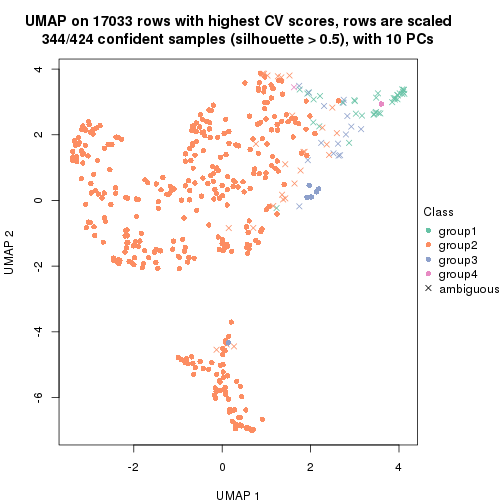 UMAP on 17033 rows with highest CV scores, rows are scaled
344/424 confident samples (silhouette > 0.5), with 10 PCs
4
2
0
-2
-4
-6
UMAP 2
-2
0
2
4
UMAP 1
Class
group1
group2
group3
group4
ambiguous